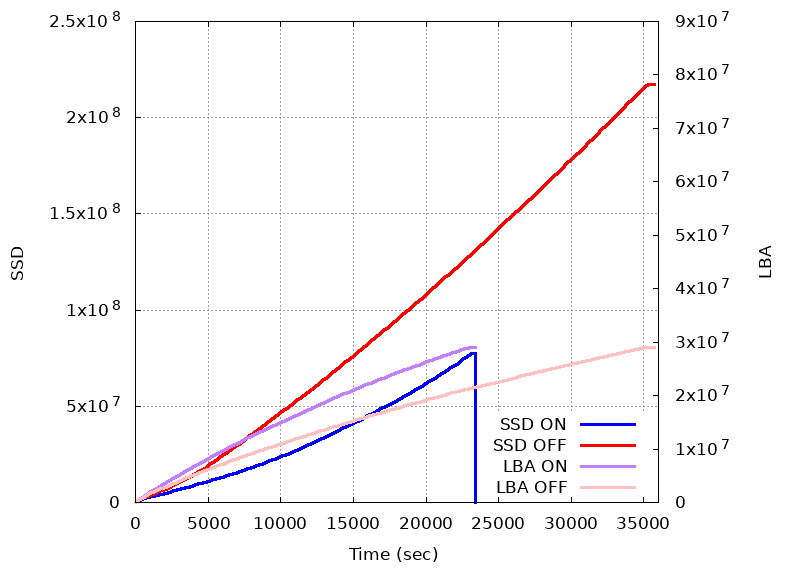 2.5x10^8
9x10^7
8x10^7
2x10^8
7x10^7
6x10^7
1.5x10^8
5x10^7
SSD
LBA
4x10^7
1x10^8
3x10^7
5x10^7
2x10^7
SSD ON
SSD OFF
1x10^7
LBA ON
LBA OFF
0
0
0 5000 10000 15000 20000 25000 30000 35000
Time (sec)